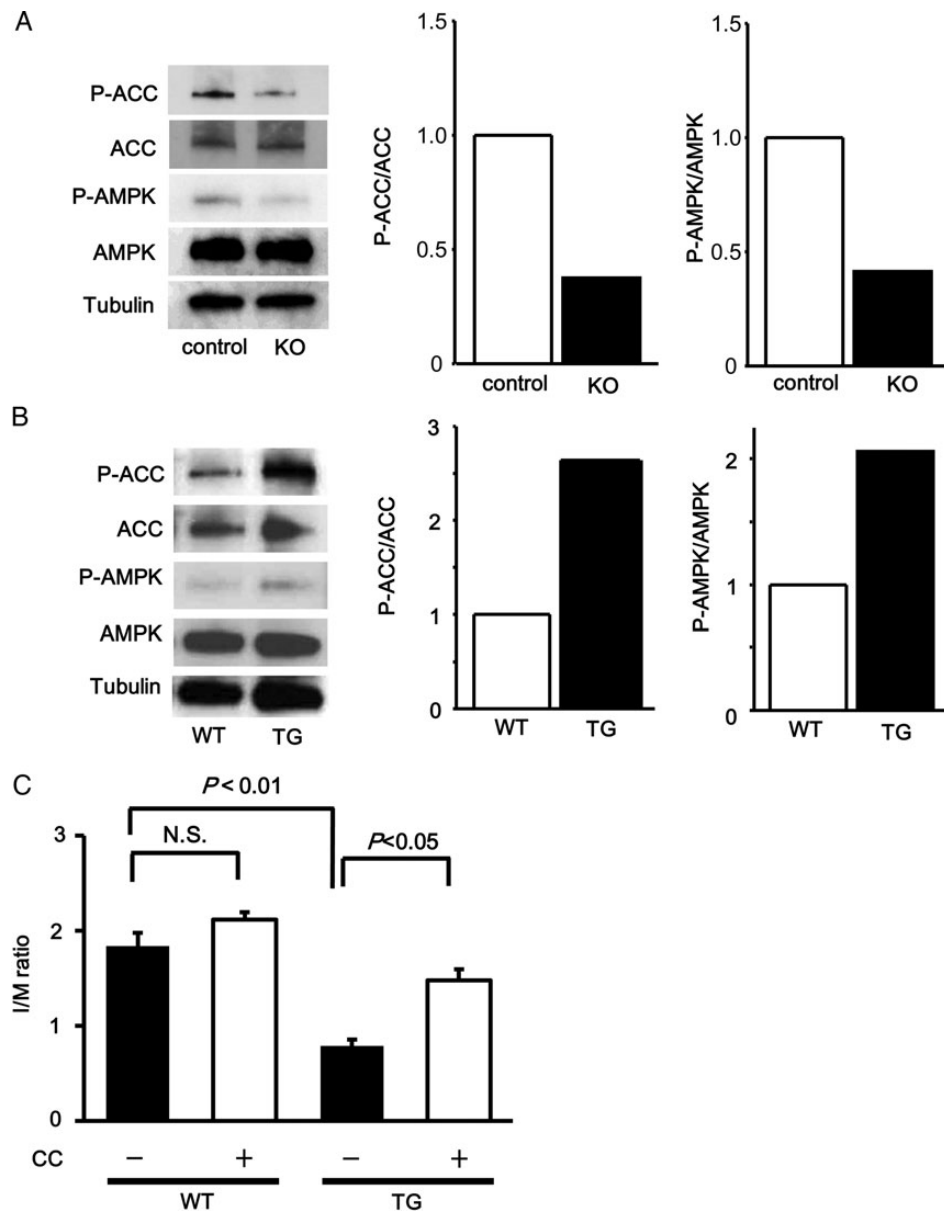 A
P-ACC
ACC
P-AMPK
AMPK
Tubulin
control KO
P-ACC/ACC
1.5
1.0
0.5
0
control KO
P-AMPK/AMPK
1.5
1.0
0.5
0
control KO
B
P-ACC
ACC
P-AMPK
AMPK
Tubulin
WT TG
P-ACC/ACC
3
2
1
0
WT TG
P-AMPK/AMPK
2
1
0
WT TG
C
P< 0.01
N.S.
P<0.05
I/M ratio
3
2
1
0
CC − + − +
WT TG